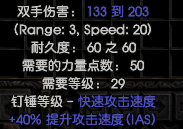 双手伤害：133 到 203
(Range: 3, Speed: 20)
耐久度：60 之 60
需要的力量点数：50
需要等级：29
钉锤等级 - 快速攻击速度
+40% 提升攻击速度(IAS)